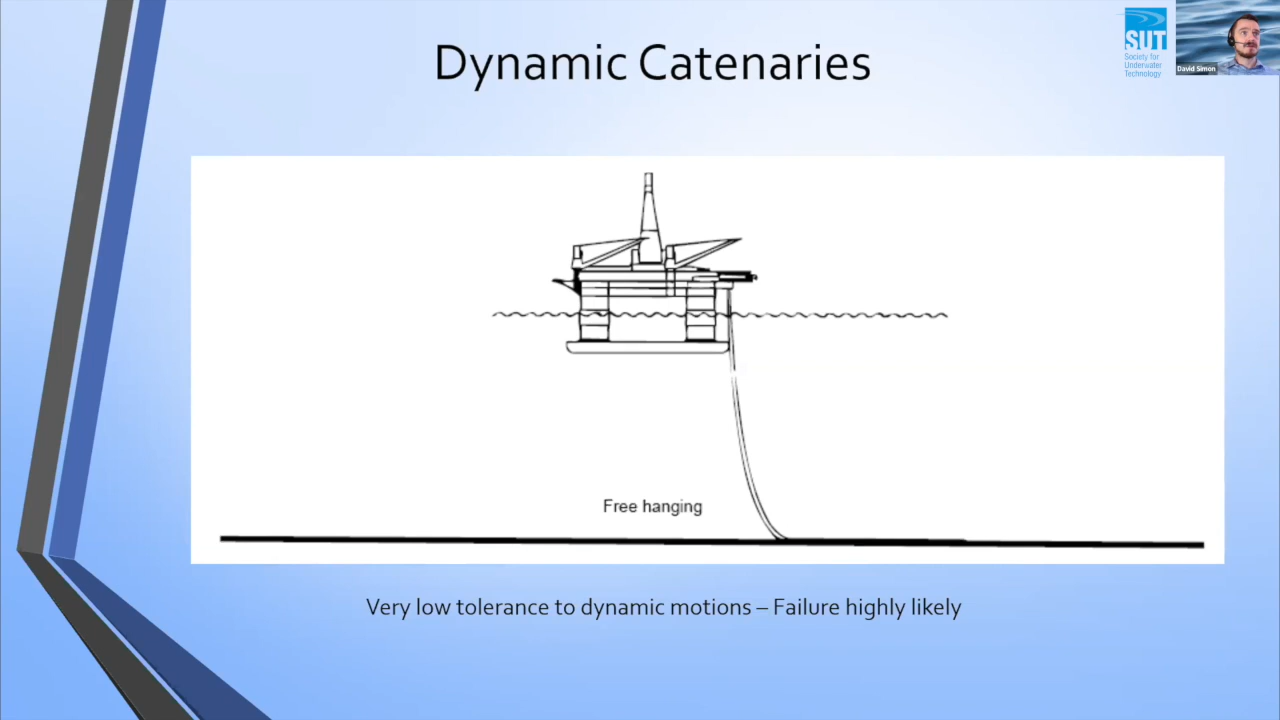 Dynamic Catenaries
SUT
Society for
Underwater
Technology
David Simon
Free hanging
Very low tolerance to dynamic motions – Failure highly likely